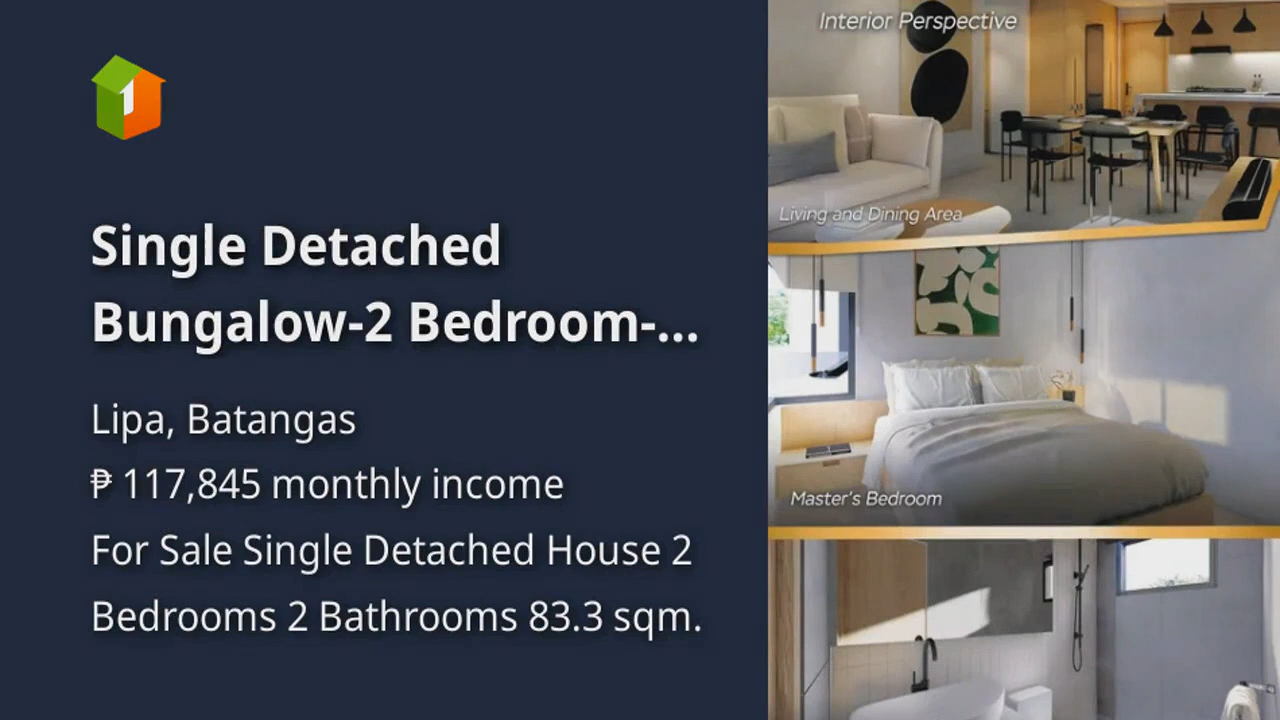 Single Detached
Bungalow-2 Bedroom-...
Lipa, Batangas
₱ 117,845 monthly income
For Sale Single Detached House 2
Bedrooms 2 Bathrooms 83.3 sqm.
Interior Perspective
Living and Dining Area
Master's Bedroom